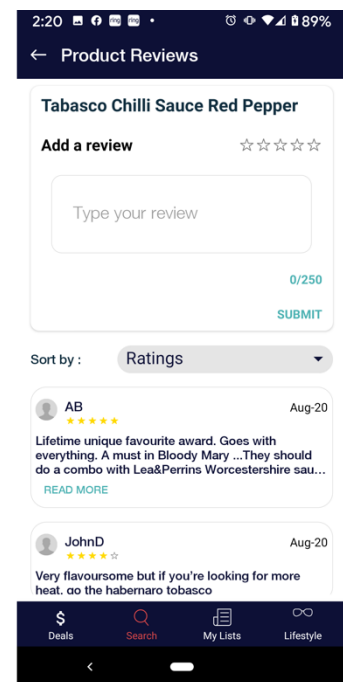 2:20 ring ring 89%
← Product Reviews
Tabasco Chilli Sauce Red Pepper
Add a review
Type your review
0/250
SUBMIT
Sort by : Ratings
AB Aug-20
Lifetime unique favourite award. Goes with
everything. A must in Bloody Mary ...They should
do a combo with Lea&Perrins Worcestershire sau...
READ MORE
JohnD Aug-20
Very flavoursome but if you're looking for more
heat, go the habernaro tobasco
Deals Search My Lists Lifestyle